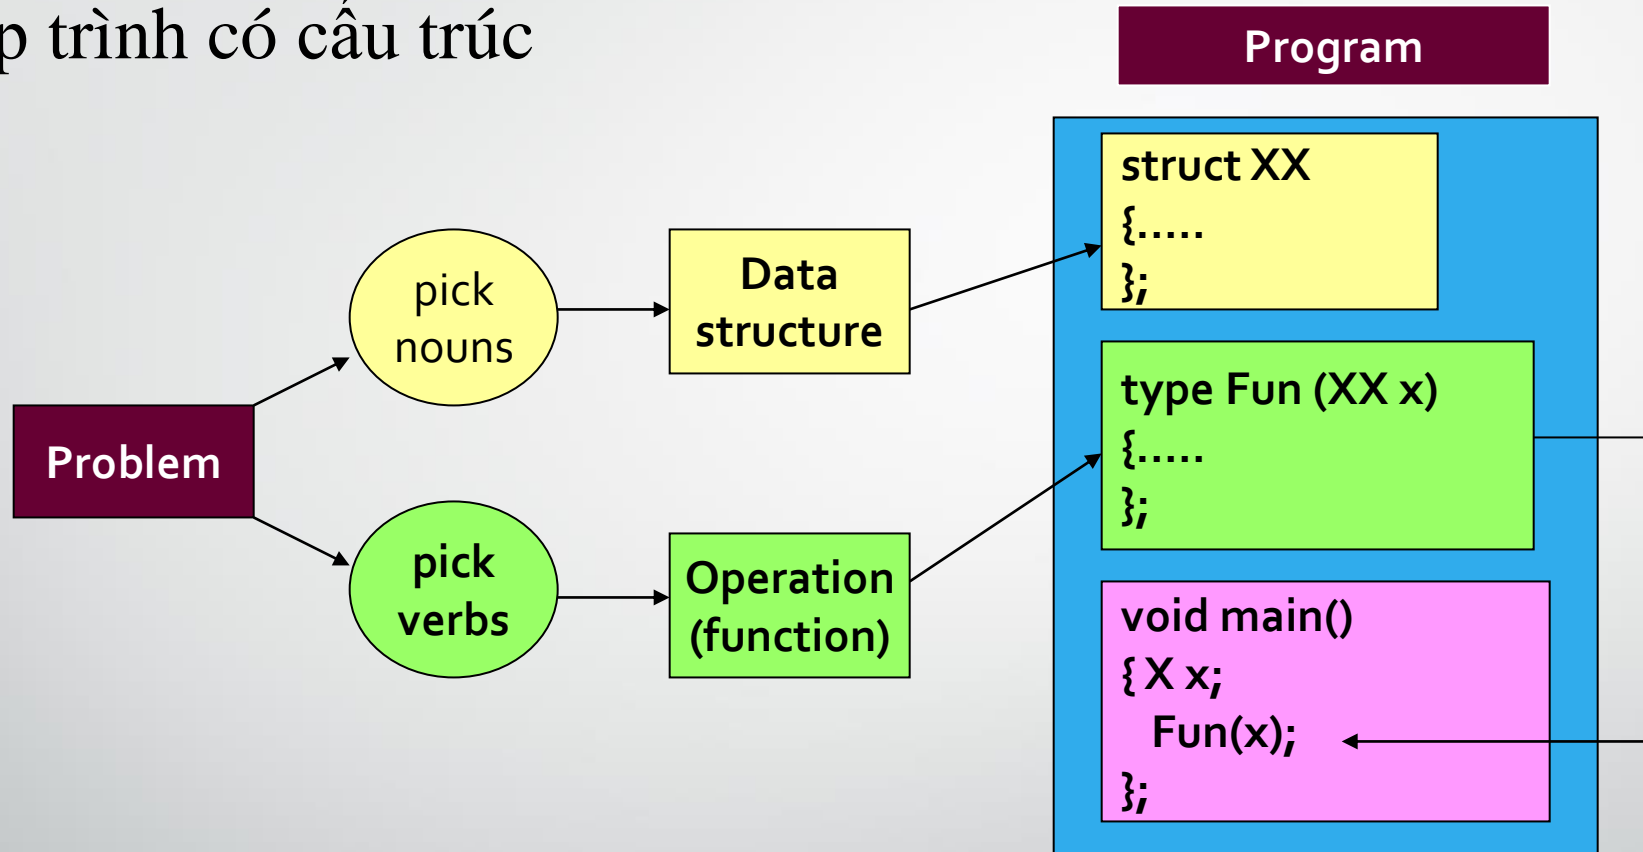 p trình có cấu trúc
Program
Problem
pick
nouns
pick
verbs
Data
structure
Operation
(function)
struct XX
{.....
};
type Fun (XX x)
{.....
};
void main()
{ X x;
Fun(x);
};